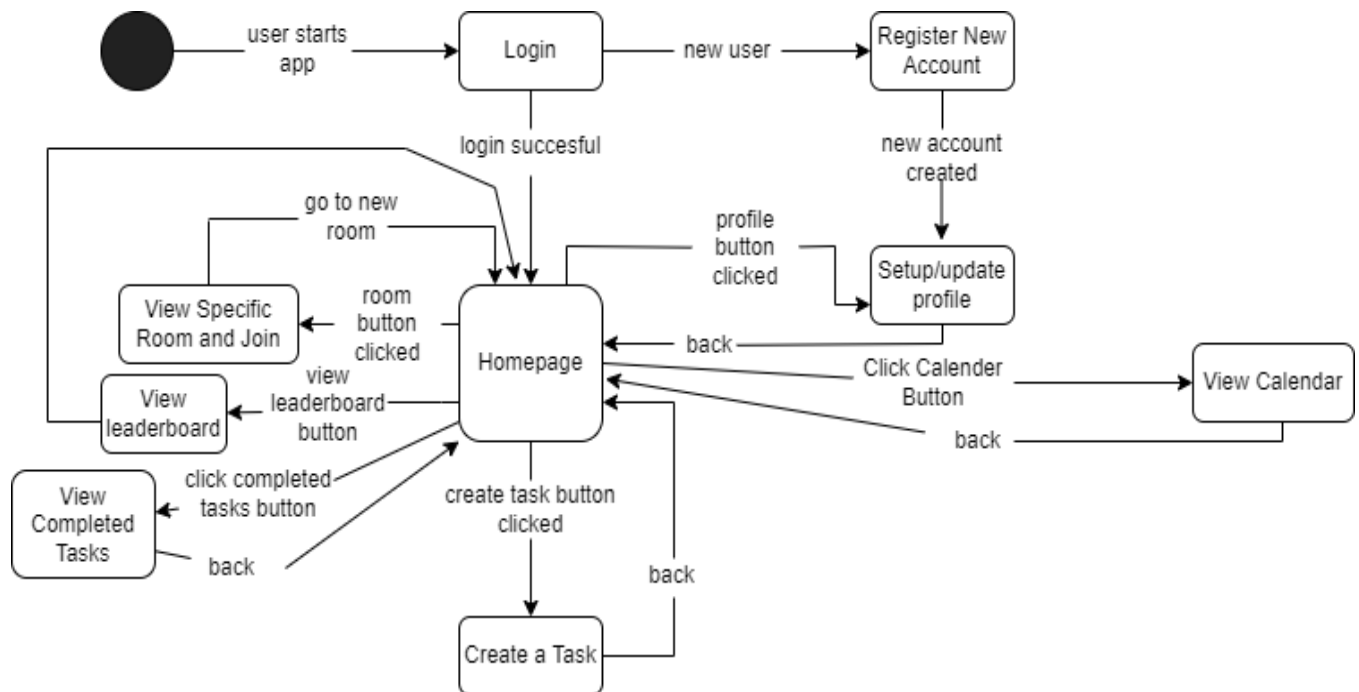 user starts
app
Login
new user
Register New
Account
login succesful
new account
created
go to new
room
profile
button
clicked
Setup/update
profile
View Specific
Room and Join
room
button
clicked
Homepage
back
Click Calender
Button
View Calendar
view
leaderboard
button
View
leaderboard
back
click completed
tasks button
View
Completed
Tasks
back
create task button
clicked
back
Create a Task